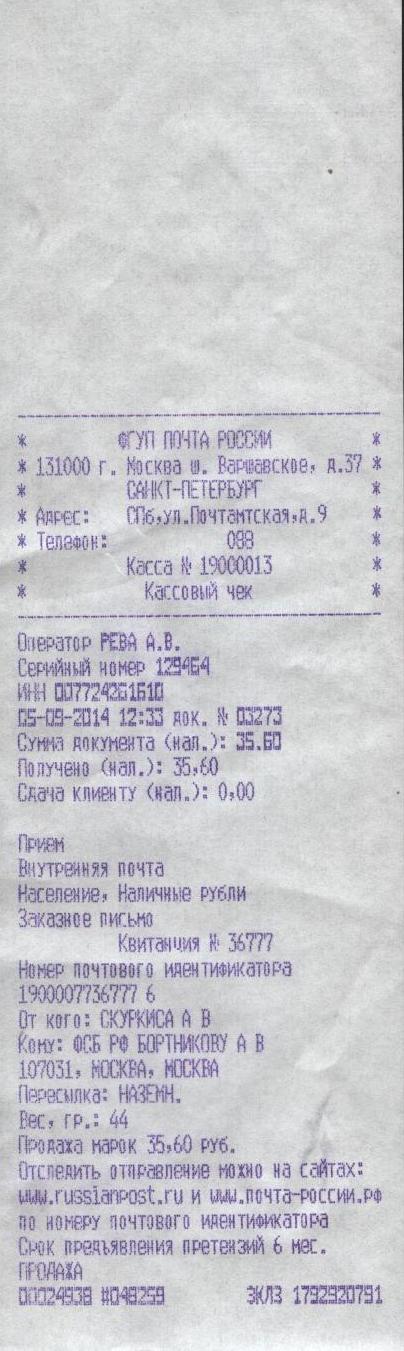 * ФГУП ПОЧТА РОССИИ *
* 131000 г. Москва ш. Варшавское, д.37 *
* САНКТ-ПЕТЕРБУРГ *
* Адрес: СПб,ул.Почтамтская,д.9 *
* Телефон: 088 *
* Касса № 19000013 *
* Кассовый чек *
Оператор РЕВА А.В.
Серийный номер 129464
ИНН 007724261610
05-09-2014 12:33 док. № 03273
Сумма документа (нал.): 35.60
Получено (нал.): 35,60
Сдача клиенту (нал.): 0,00
Прием
Внутренняя почта
Население, Наличные рубли
Заказное письмо
Квитанция № 36777
Номер почтового идентификатора
1900007736777 6
От кого: СКУРКИСА А В
Кому: ФСБ РФ БОРТНИКОВУ А В
107031, МОСКВА, МОСКВА
Пересылка: НАЗЕМН.
Вес, гр.: 44
Продажа марок 35,60 руб.
Отследить отправление можно на сайтах:
www.russianpost.ru и www.почта-россии.рф
по номеру почтового идентификатора
Срок предъявления претензий 6 мес.
ПРОДАЖА
00024938 #048259 ЭКЛЗ 1792920791